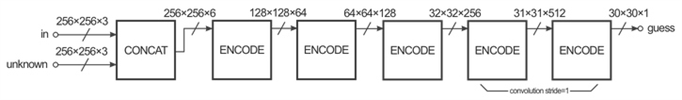 256×256×3
in
256×256×3
unknown
CONCAT
256×256×6
ENCODE
128×128×64
ENCODE
64×64×128
ENCODE
32×32×256
ENCODE
31×31×512
ENCODE
30×30×1
guess
convolution stride=1